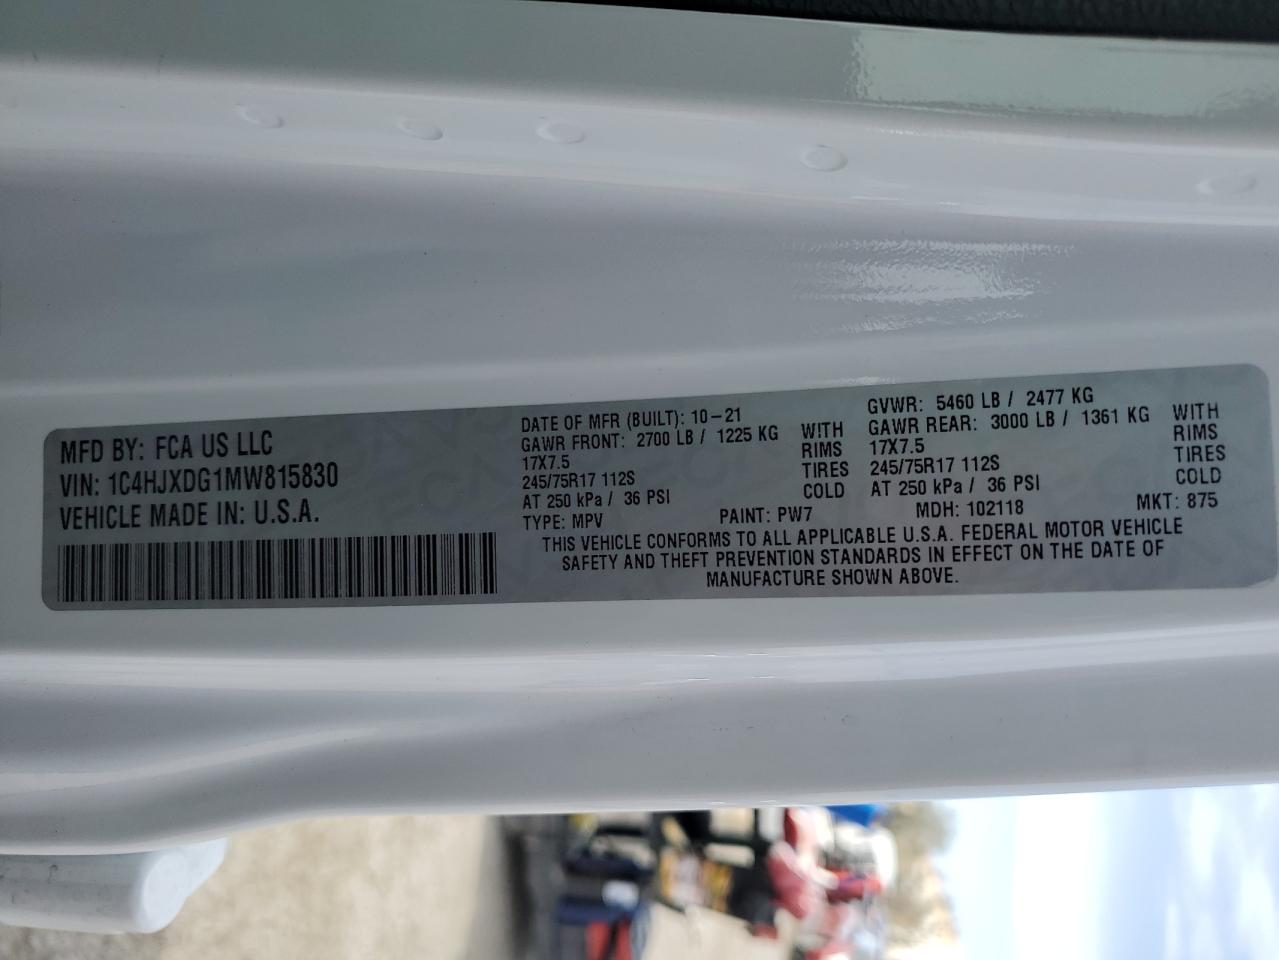 MFD BY: FCA US LLC
VIN: 1C4HJXDG1MW815830
VEHICLE MADE IN: U.S.A.
DATE OF MFR (BUILT): 10-21
GAWR FRONT: 2700 LB / 1225 KG WITH
17X7.5 RIMS
245/75R17 112S TIRES
AT 250 kPa / 36 PSI COLD
GVWR: 5460 LB / 2477 KG
GAWR REAR: 3000 LB / 1361 KG WITH
17X7.5 RIMS
245/75R17 112S TIRES
AT 250 kPa / 36 PSI COLD
TYPE: MPV PAINT: PW7 MDH: 102118 MKT: 875
THIS VEHICLE CONFORMS TO ALL APPLICABLE U.S.A. FEDERAL MOTOR VEHICLE
SAFETY AND THEFT PREVENTION STANDARDS IN EFFECT ON THE DATE OF
MANUFACTURE SHOWN ABOVE.